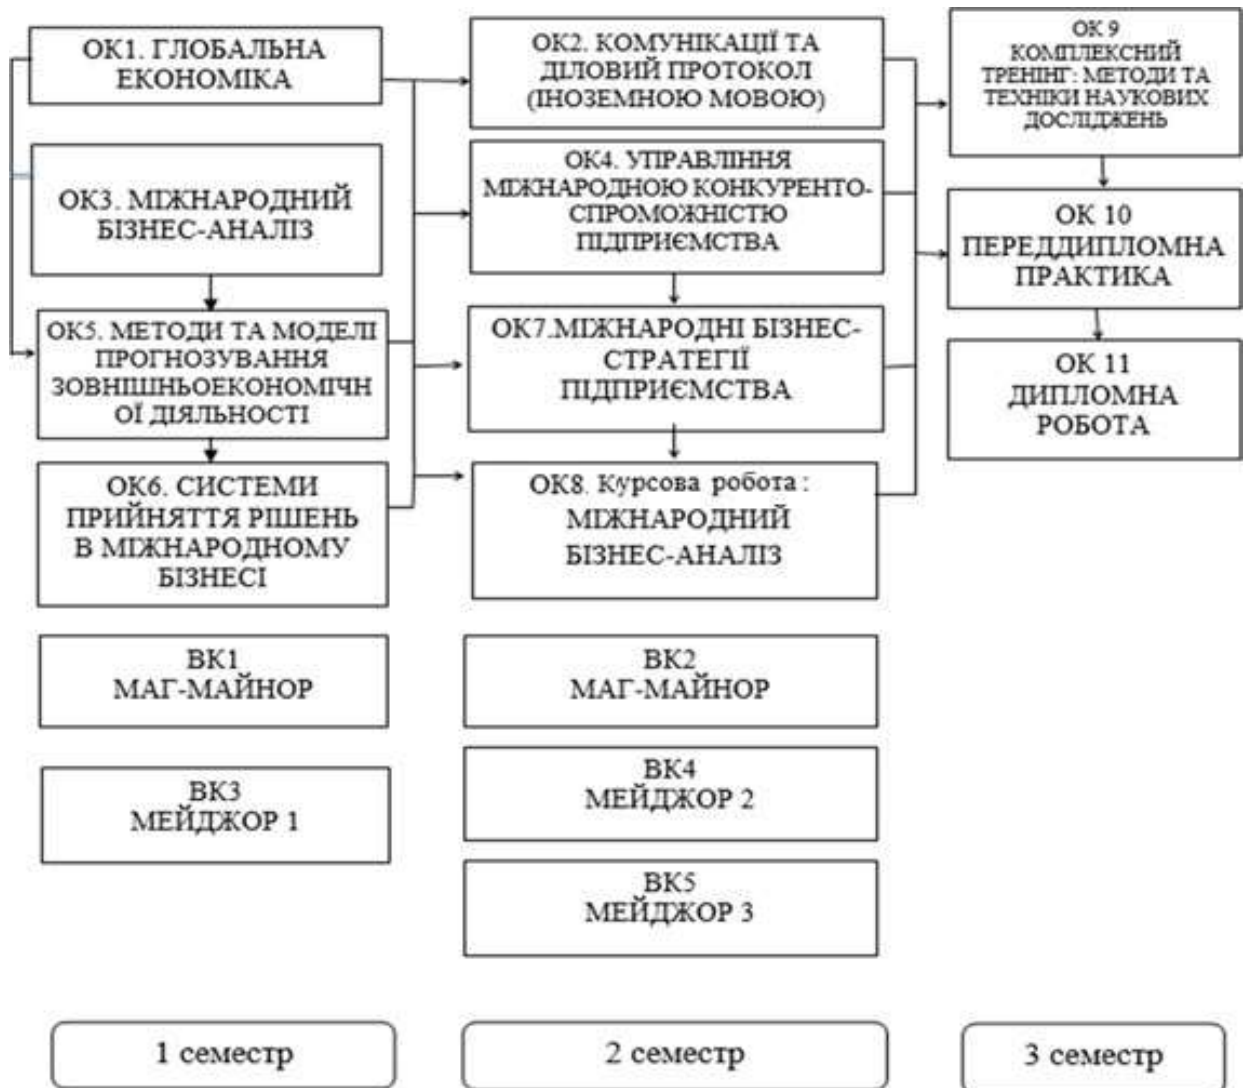 ОК1. ГЛОБАЛЬНА
ЕКОНОМІКА
ОК3. МІЖНАРОДНИЙ
БІЗНЕС-АНАЛІЗ
ОК5. МЕТОДИ ТА МОДЕЛІ
ПРОГНОЗУВАННЯ
ЗОВНІШНЬОЕКОНОМІЧН
ОЇ ДІЯЛЬНОСТІ
ОК6. СИСТЕМИ
ПРИЙНЯТТЯ РІШЕНЬ
В МІЖНАРОДНОМУ
БІЗНЕСІ
ВК1
МАГ-МАЙНОР
ВК3
МЕЙДЖОР 1
1 семестр
ОК2. КОМУНІКАЦІЇ ТА
ДІЛОВИЙ ПРОТОКОЛ
(ІНОЗЕМНОЮ МОВОЮ)
ОК4. УПРАВЛІННЯ
МІЖНАРОДНОЮ КОНКУРЕНТО-
СПРОМОЖНІСТЮ
ПІДПРИЄМСТВА
ОК7.МІЖНАРОДНІ БІЗНЕС-
СТРАТЕГІЇ
ПІДПРИЄМСТВА
ОК8. Курсова робота :
МІЖНАРОДНИЙ
БІЗНЕС-АНАЛІЗ
ВК2
МАГ-МАЙНОР
ВК4
МЕЙДЖОР 2
ВК5
МЕЙДЖОР 3
2 семестр
ОК 9
КОМПЛЕКСНИЙ
ТРЕНІНГ: МЕТОДИ ТА
ТЕХНІКИ НАУКОВИХ
ДОСЛІДЖЕНЬ
ОК 10
ПЕРЕДДИПЛОМНА
ПРАКТИКА
ОК 11
ДИПЛОМНА
РОБОТА
3 семестр